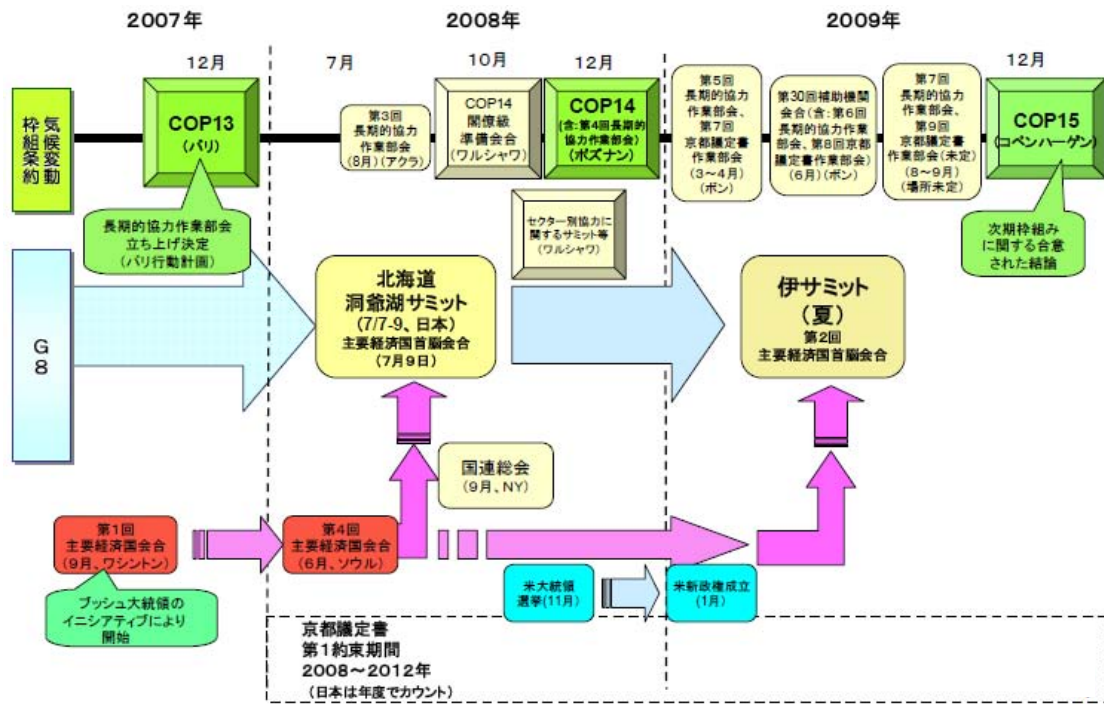 2007年
2008年
2009年
12月
7月
10月
12月
12月
気候変動
枠組条約
COP13
(バリ)
第3回
長期的協力
作業部会
(8月)(アクラ)
COP14
閣僚級
準備会合
(ワルシャワ)
COP14
(含:第4回長期的
協力作業部会)
(ポズナン)
第5回
長期的協力
作業部会、
第7回
京都議定書
作業部会
(3~4月)(ボン)
第30回補助機関
会合(含:第6回
長期的協力作業
部会、第8回京都
議定書作業部会)
(6月)(ボン)
第7回
長期的協力
作業部会、
第9回
京都議定書
作業部会(未定)
(8~9月)
(場所未定)
COP15
(コペンハーゲン)
長期的協力作業部会
立ち上げ決定
(バリ行動計画)
セクター別協力に
関するサミット等
(ワルシャワ)
次期枠組み
に関する合意
された結論
G8
北海道
洞爺湖サミット
(7/7-9、日本)
主要経済国首脳会合
(7月9日)
伊サミット
(夏)
第2回
主要経済国首脳会合
国連総会
(9月、NY)
第1回
主要経済国会合
(9月、ワシントン)
第4回
主要経済国会合
(6月、ソウル)
ブッシュ大統領の
イニシアティブにより
開始
米大統領
選挙(11月)
米新政権成立
(1月)
京都議定書
第1約束期間
2008~2012年
(日本は年度でカウント)